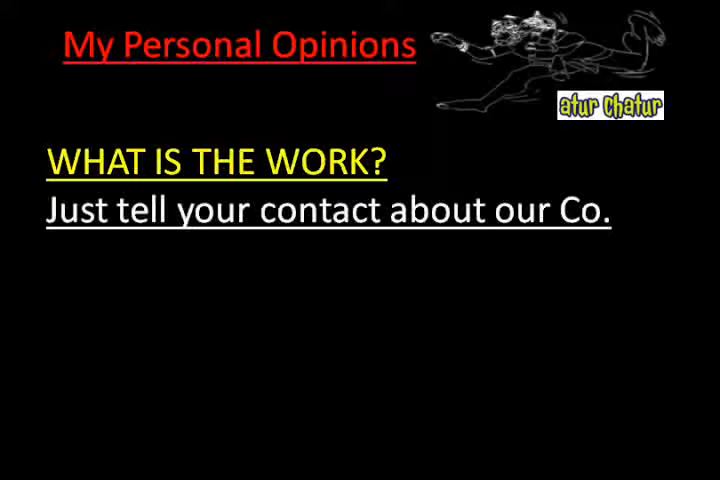 My Personal Opinions
atur chatur
WHAT IS THE WORK?
Just tell your contact about our Co.